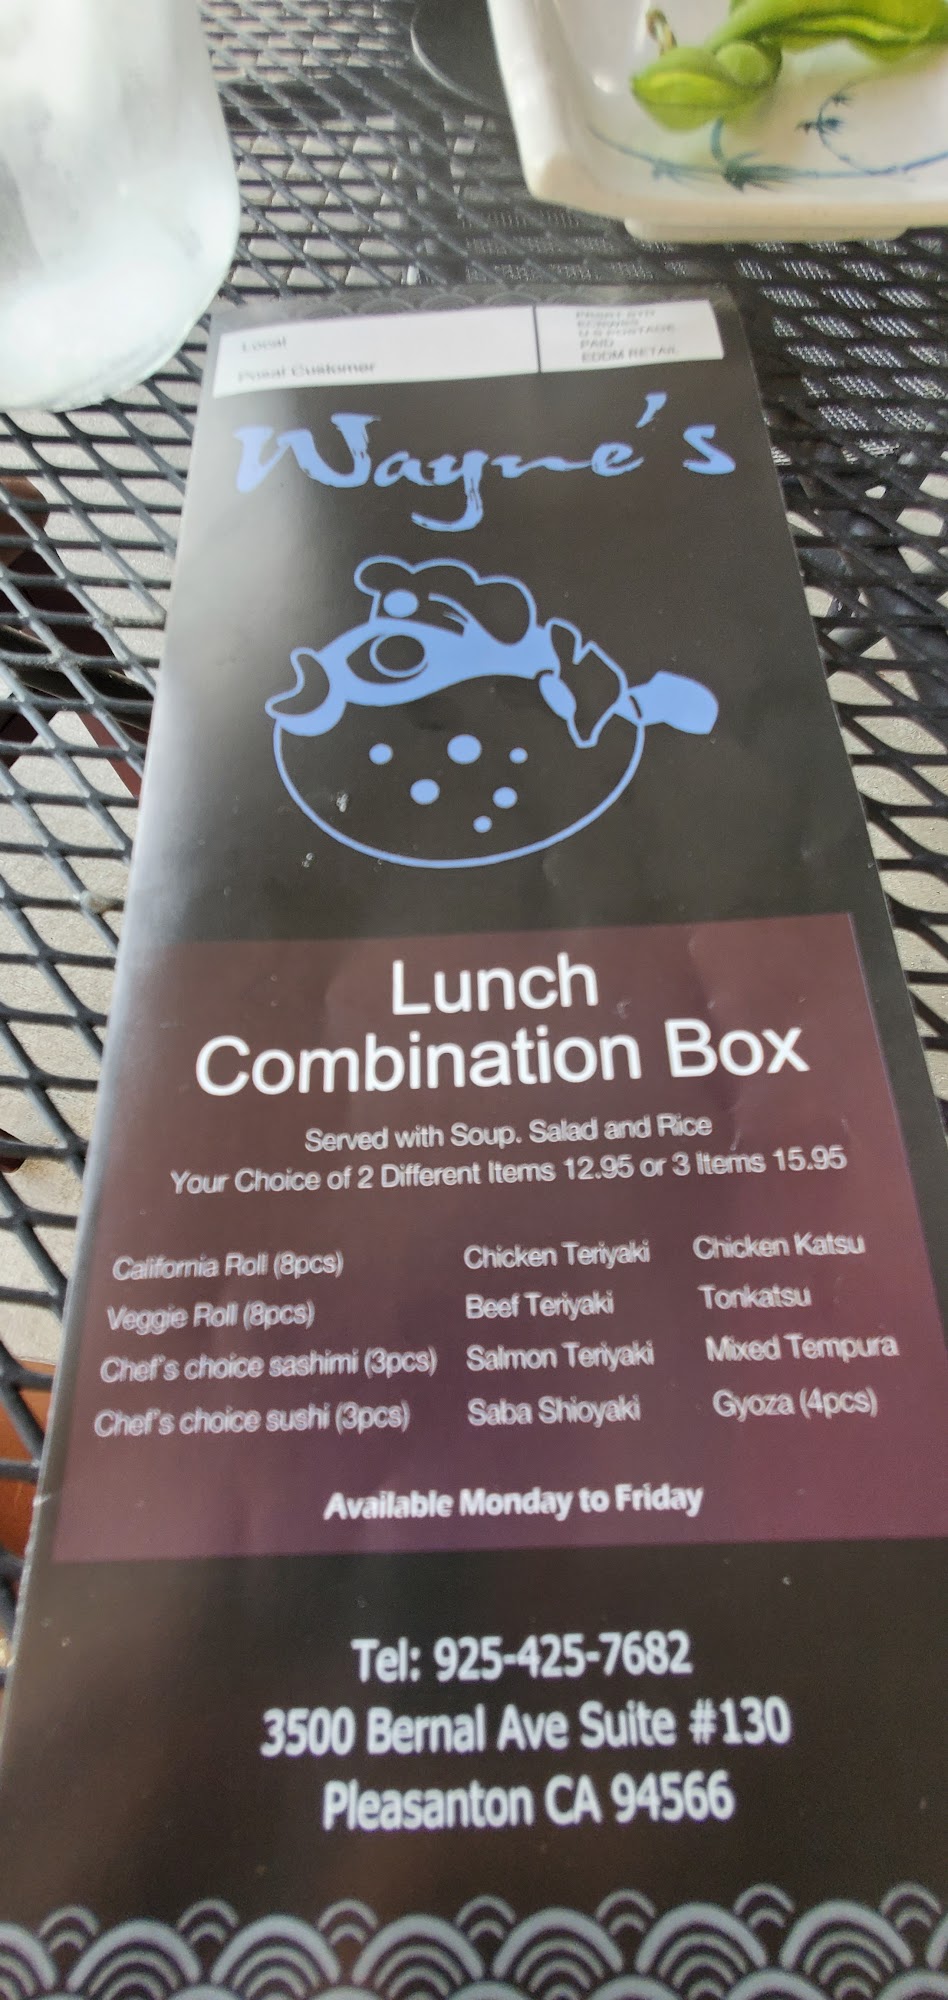 Local
Postal Customer
PRSRT STD
ECRWSS
U S POSTAGE
PAID
EDDM RETAIL
Wayne's
Lunch
Combination Box
Served with Soup. Salad and Rice
Your Choice of 2 Different Items 12.95 or 3 Items 15.95
California Roll (8pcs) Chicken Teriyaki Chicken Katsu
Veggie Roll (8pcs) Beef Teriyaki Tonkatsu
Chef's choice sashimi (3pcs) Salmon Teriyaki Mixed Tempura
Chef's choice sushi (3pcs) Saba Shioyaki Gyoza (4pcs)
Available Monday to Friday
Tel: 925-425-7682
3500 Bernal Ave Suite #130
Pleasanton CA 94566